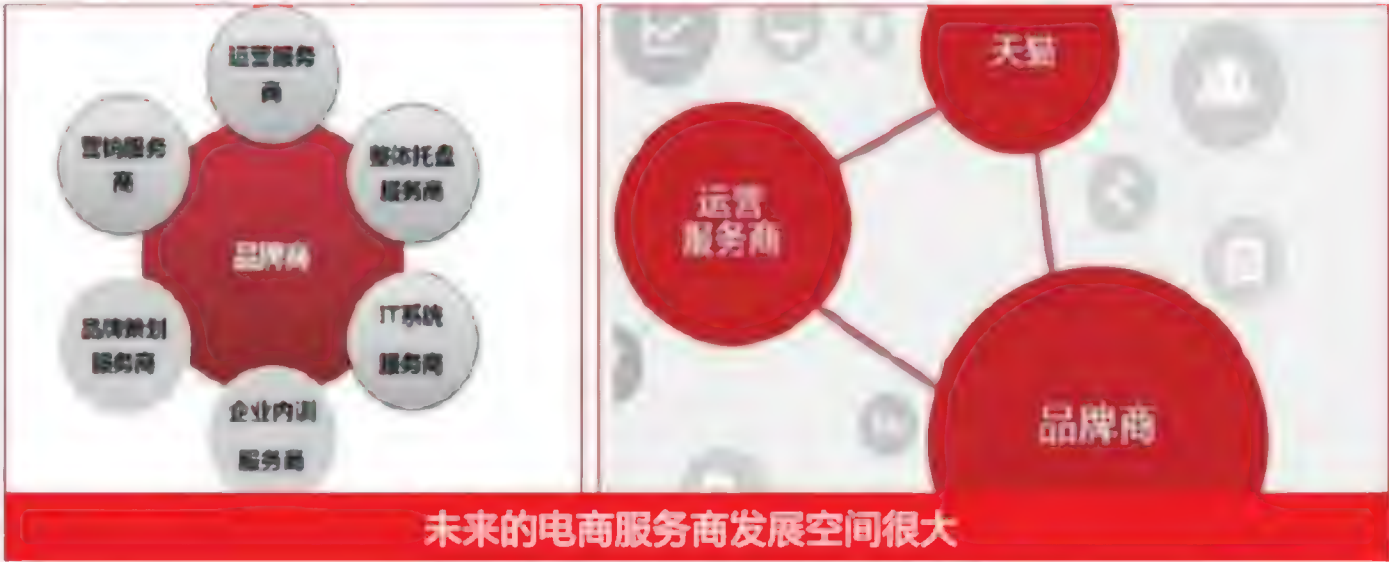 运营服务
商
营销服务
商
整体托盘
服务商
品牌商
品牌策划
服务商
IT系统
服务商
企业内训
服务商
天猫
运营
服务商
品牌商
未来的电商服务商发展空间很大